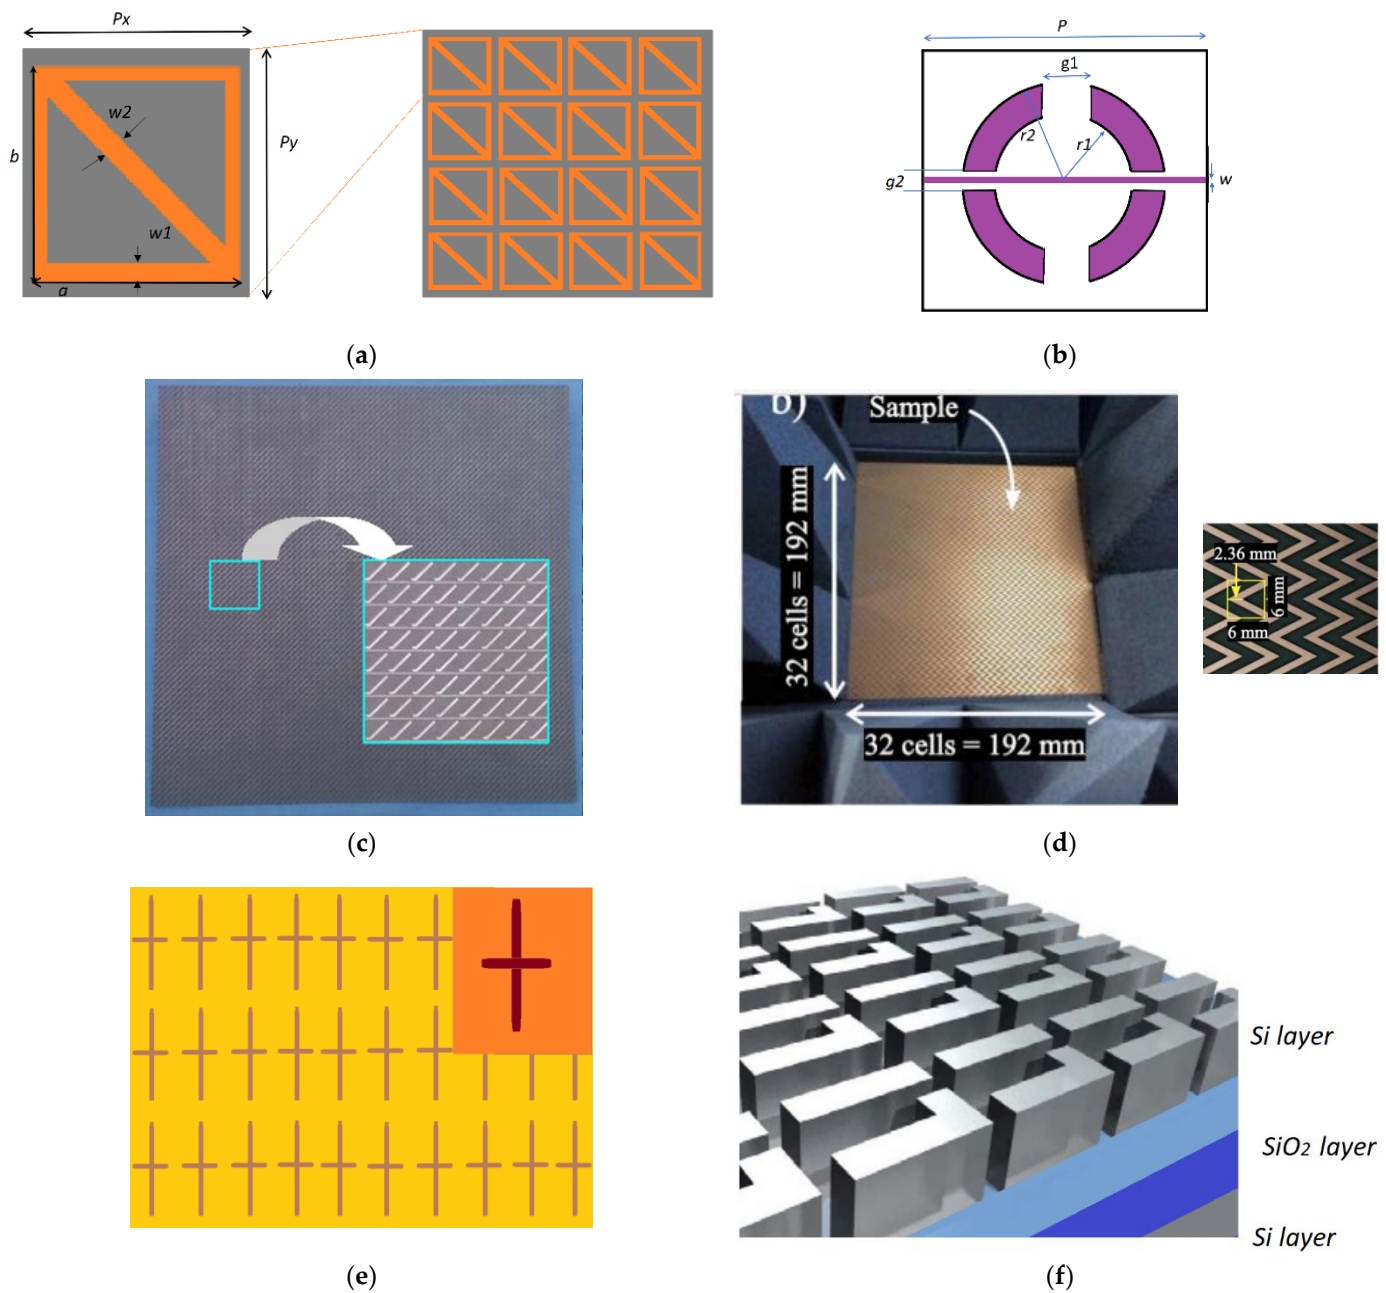 Px
w2
b
Py
w1
a
(a)
P
g1
r2
r1
g2
w
(b)
(c)
b)
Sample
32 cells = 192 mm
32 cells = 192 mm
2.36 mm
6 mm
6 mm
(d)
(e)
Si layer
SiO2 layer
Si layer
(f)